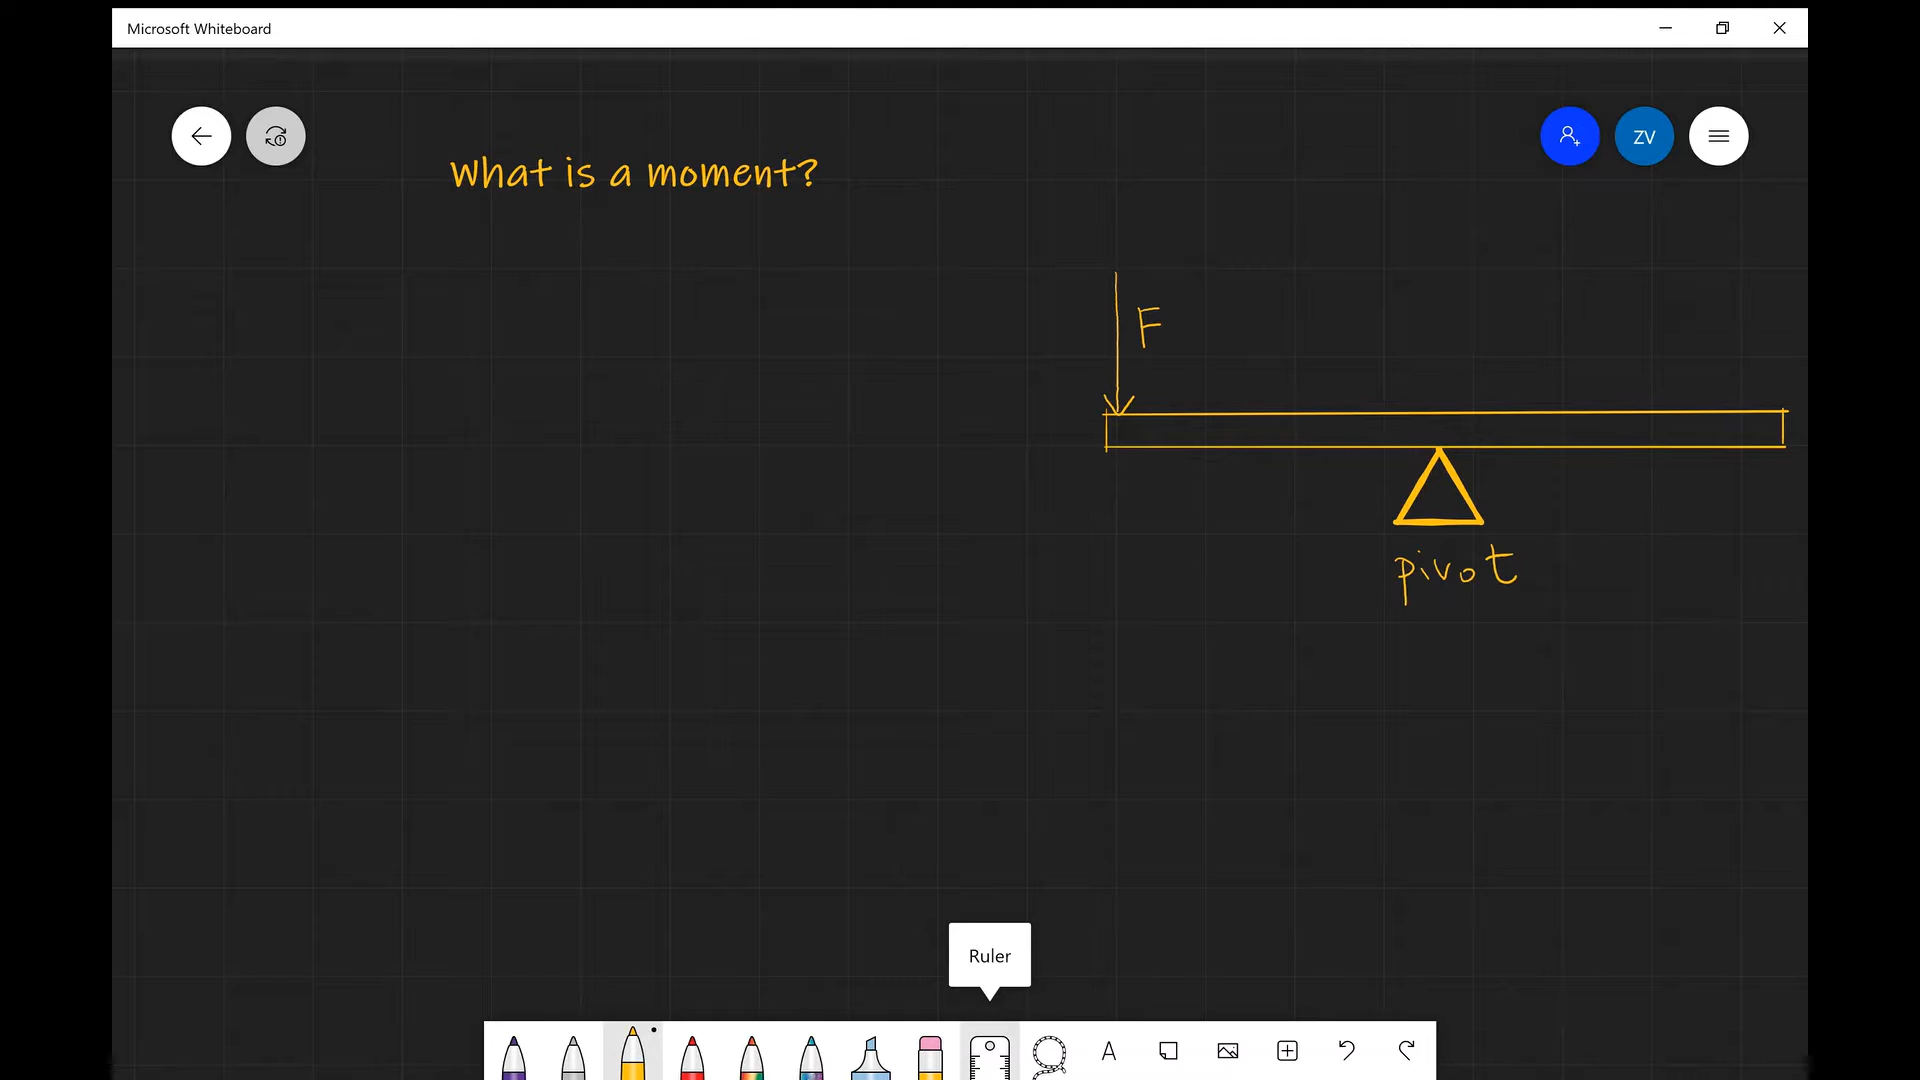 Microsoft Whiteboard
ZV
What is a moment?
F
pivot
Ruler
A